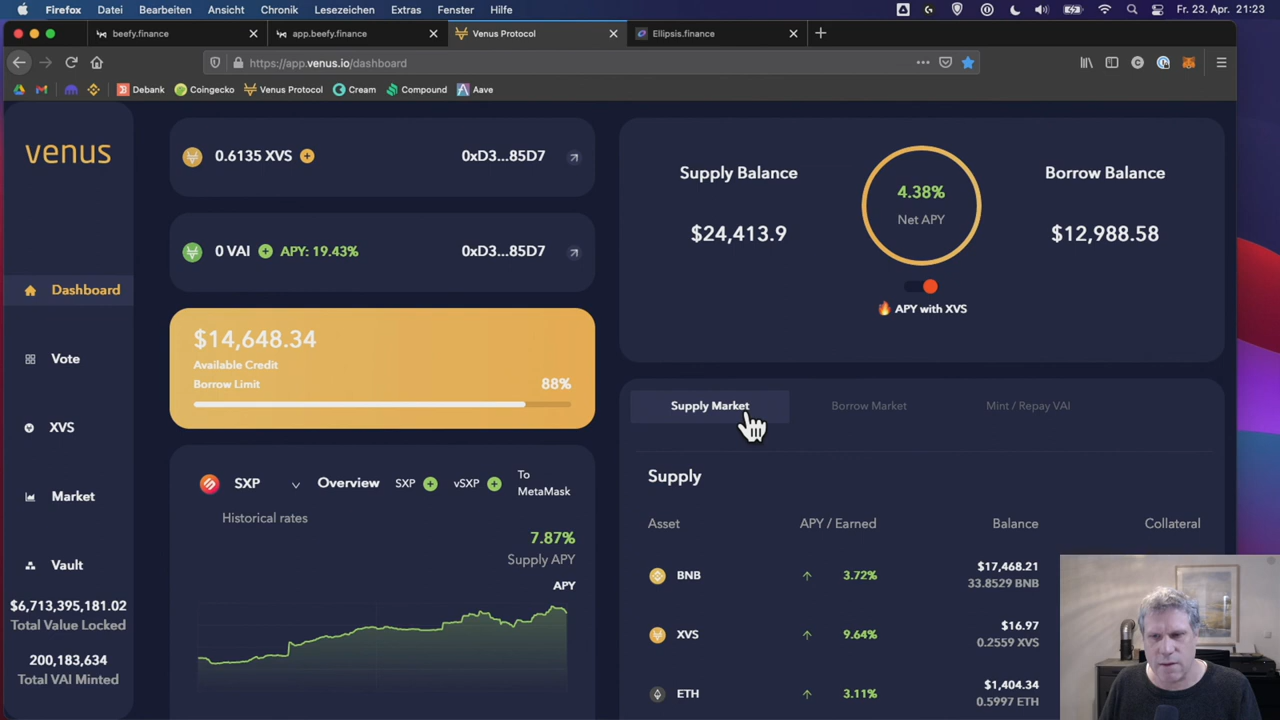 Firefox Datei Bearbeiten Ansicht Chronik Lesezeichen Extras Fenster Hilfe Fr. 23. Apr. 21:23
beefy.finance app.beefy.finance Venus Protocol Ellipsis.finance
https://app.venus.io/dashboard
Debank Coingecko Venus Protocol Cream Compound Aave
venus
Dashboard
Vote
XVS
Market
Vault
$6,713,395,181.02
Total Value Locked
200,183,634
Total VAI Minted
0.6135 XVS 0xD3...85D7
0 VAI APY: 19.43% 0xD3...85D7
$14,648.34
Available Credit
Borrow Limit 88%
SXP Overview SXP vSXP To MetaMask
Historical rates
7.87%
Supply APY
APY
Supply Balance
$24,413.9
4.38%
Net APY
APY with XVS
Borrow Balance
$12,988.58
Supply Market Borrow Market Mint / Repay VAI
Supply
Asset APY / Earned Balance Collateral
BNB 3.72% $17,468.21
33.8529 BNB
XVS 9.64% $16.97
0.2559 XVS
ETH 3.11% $1,404.34
0.5997 ETH